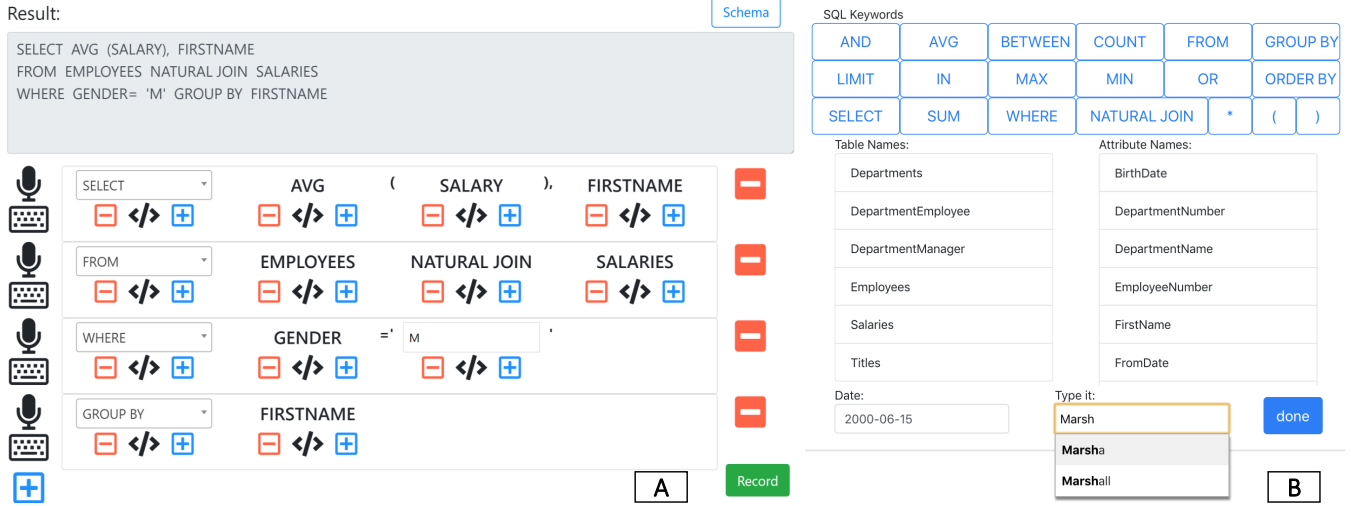 Result:
Schema
SELECT AVG (SALARY), FIRSTNAME
FROM EMPLOYEES NATURAL JOIN SALARIES
WHERE GENDER= 'M' GROUP BY FIRSTNAME
SELECT AVG ( SALARY ), FIRSTNAME
</> </> </> </>
FROM EMPLOYEES NATURAL JOIN SALARIES
</> </> </> </>
WHERE GENDER =' M '
</> </> </>
GROUP BY FIRSTNAME
</> </>
A
Record
SQL Keywords
AND AVG BETWEEN COUNT FROM GROUP BY
LIMIT IN MAX MIN OR ORDER BY
SELECT SUM WHERE NATURAL JOIN * ( )
Table Names:
Departments
DepartmentEmployee
DepartmentManager
Employees
Salaries
Titles
Attribute Names:
BirthDate
DepartmentNumber
DepartmentName
EmployeeNumber
FirstName
FromDate
Date:
2000-06-15
Type it:
Marsh
Marsha
Marshall
done
B